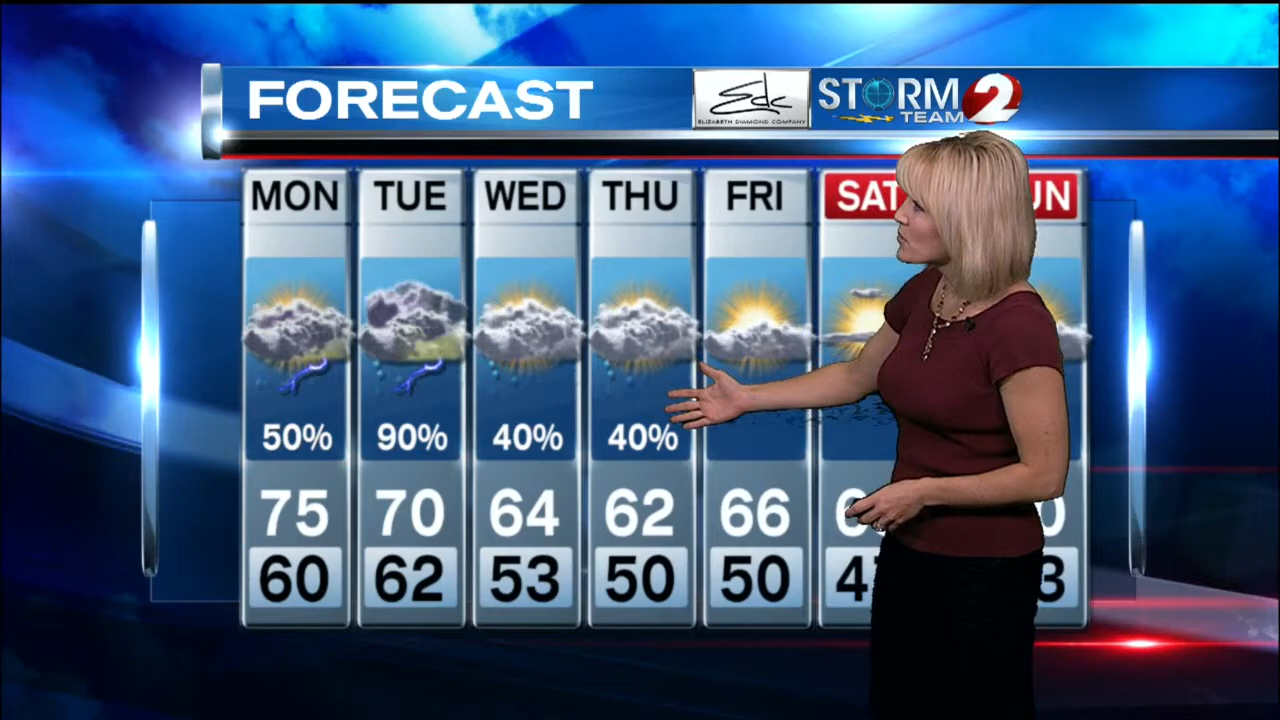 FORECAST
Edc
ELIZABETH DIAMOND COMPANY
STORM
TEAM 2
MON TUE WED THU FRI SAT
50% 90% 40% 40%
75 70 64 62 66
60 62 53 50 50